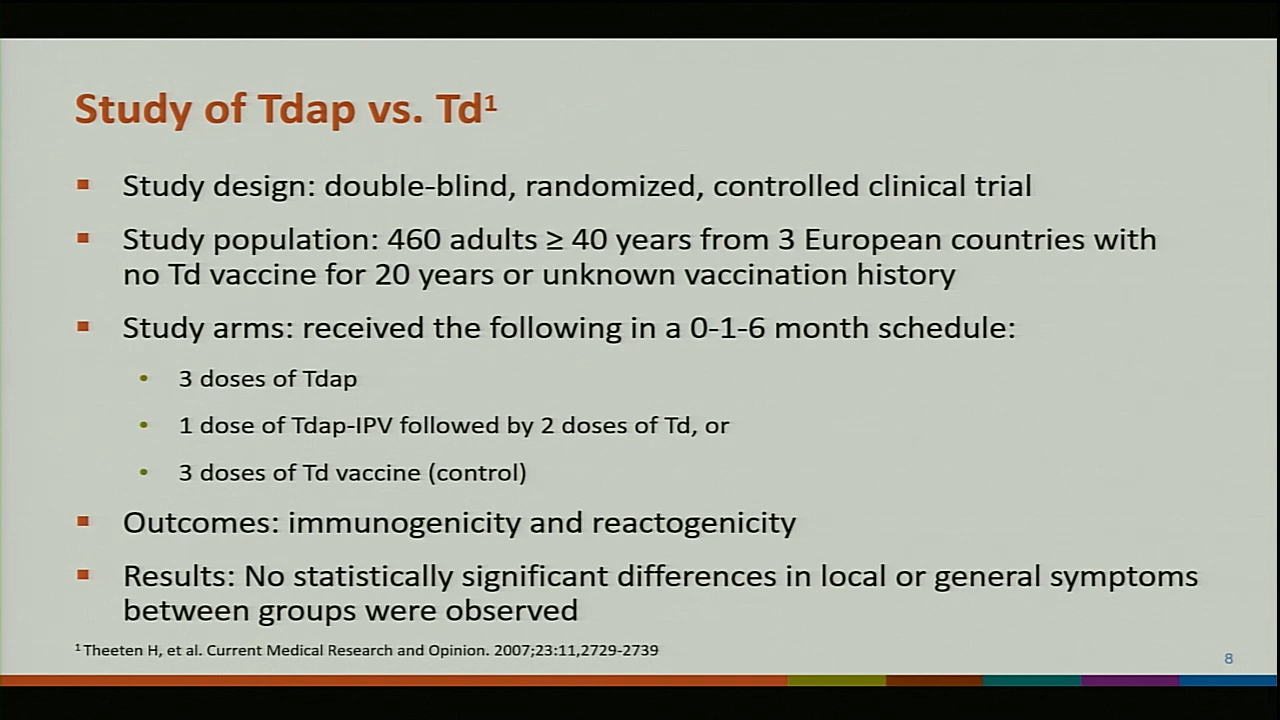 Study of Tdap vs. Td¹
▪ Study design: double-blind, randomized, controlled clinical trial
▪ Study population: 460 adults ≥ 40 years from 3 European countries with
no Td vaccine for 20 years or unknown vaccination history
▪ Study arms: received the following in a 0-1-6 month schedule:
• 3 doses of Tdap
• 1 dose of Tdap-IPV followed by 2 doses of Td, or
• 3 doses of Td vaccine (control)
▪ Outcomes: immunogenicity and reactogenicity
▪ Results: No statistically significant differences in local or general symptoms
between groups were observed
¹ Theeten H, et al. Current Medical Research and Opinion. 2007;23:11,2729-2739
8